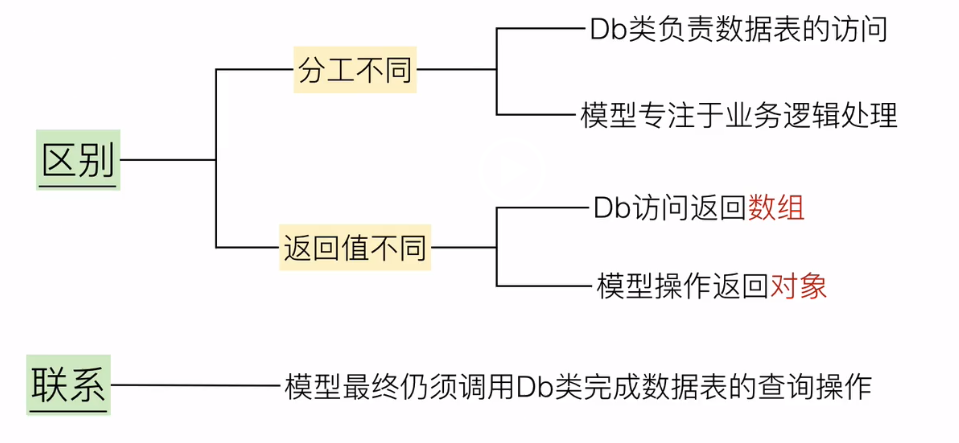 区别
分工不同
Db类负责数据表的访问
模型专注于业务逻辑处理
返回值不同
Db访问返回数组
模型操作返回对象
联系
模型最终仍须调用Db类完成数据表的查询操作